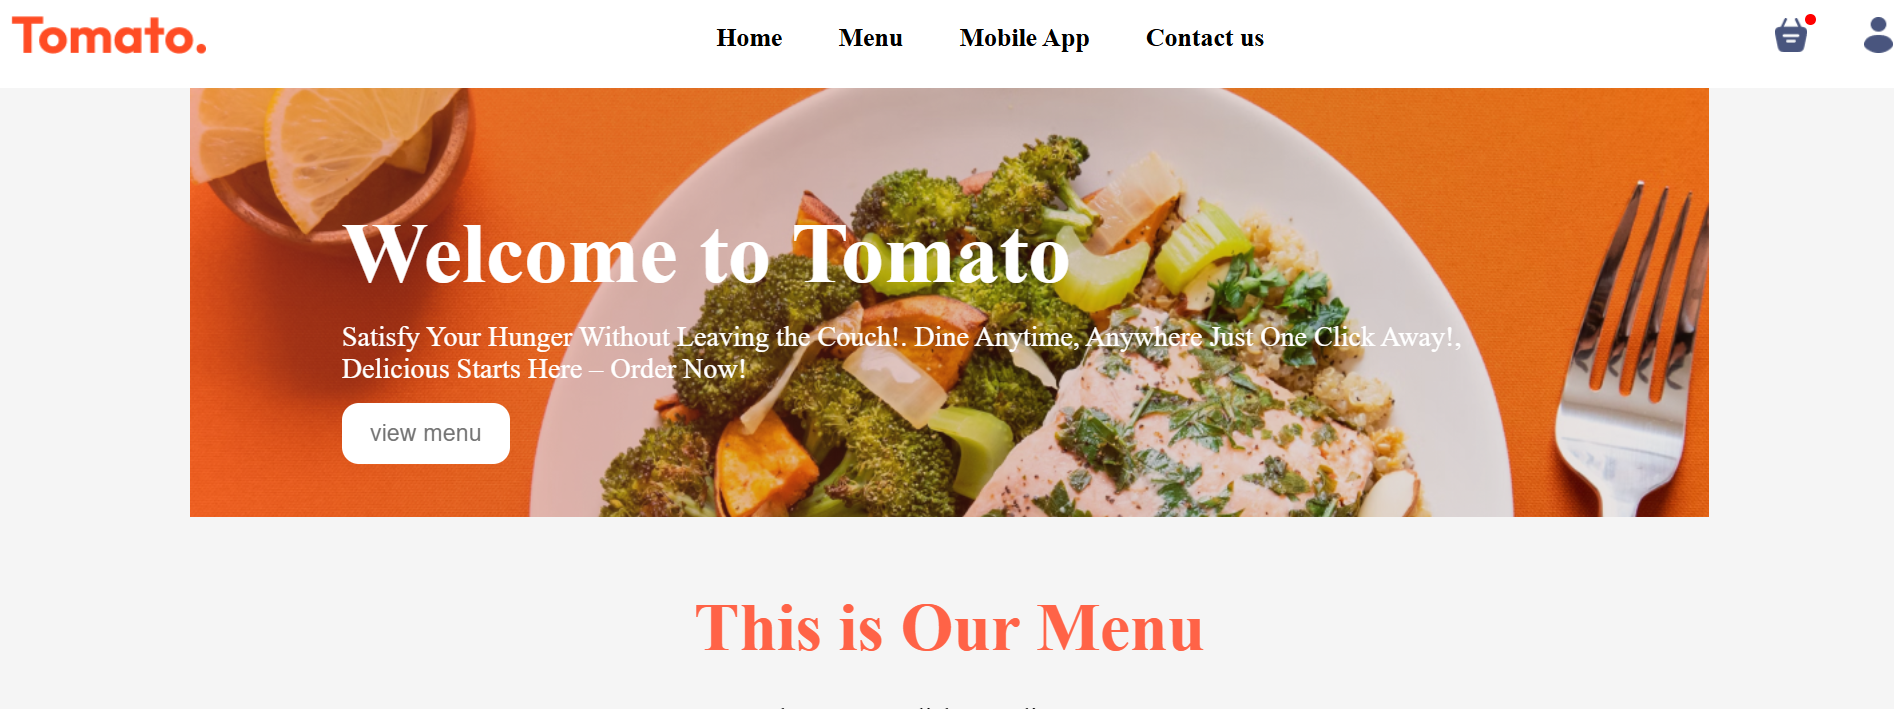 Tomato.
Home Menu Mobile App Contact us
Welcome to Tomato
Satisfy Your Hunger Without Leaving the Couch!. Dine Anytime, Anywhere Just One Click Away!,
Delicious Starts Here – Order Now!
view menu
This is Our Menu